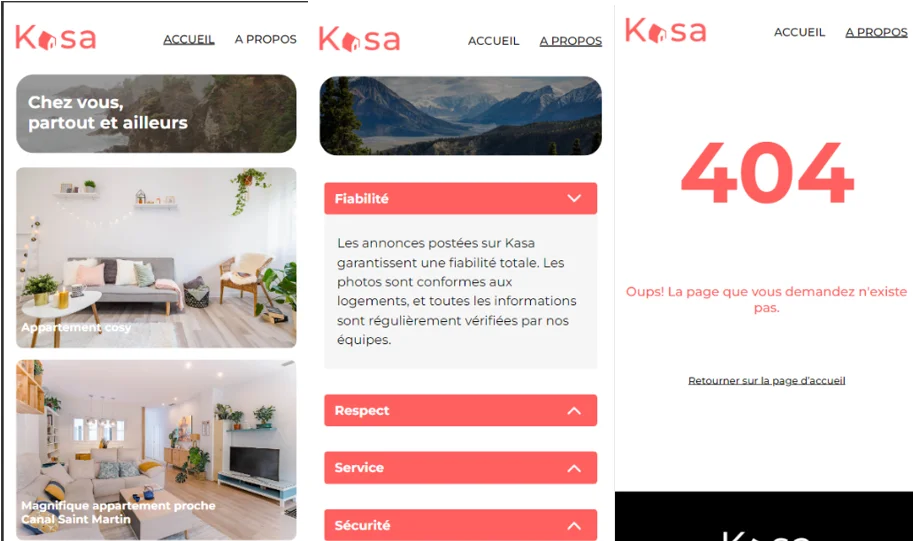 Kasa
ACCUEIL A PROPOS
Chez vous,
partout et ailleurs
Appartement cosy
Magnifique appartement proche
Canal Saint Martin
Kasa
ACCUEIL A PROPOS
Fiabilité
Les annonces postées sur Kasa
garantissent une fiabilité totale. Les
photos sont conformes aux
logements, et toutes les informations
sont régulièrement vérifiées par nos
équipes.
Respect
Service
Sécurité
Kasa
ACCUEIL A PROPOS
404
Oups! La page que vous demandez n'existe
pas.
Retourner sur la page d'accueil
Kasa